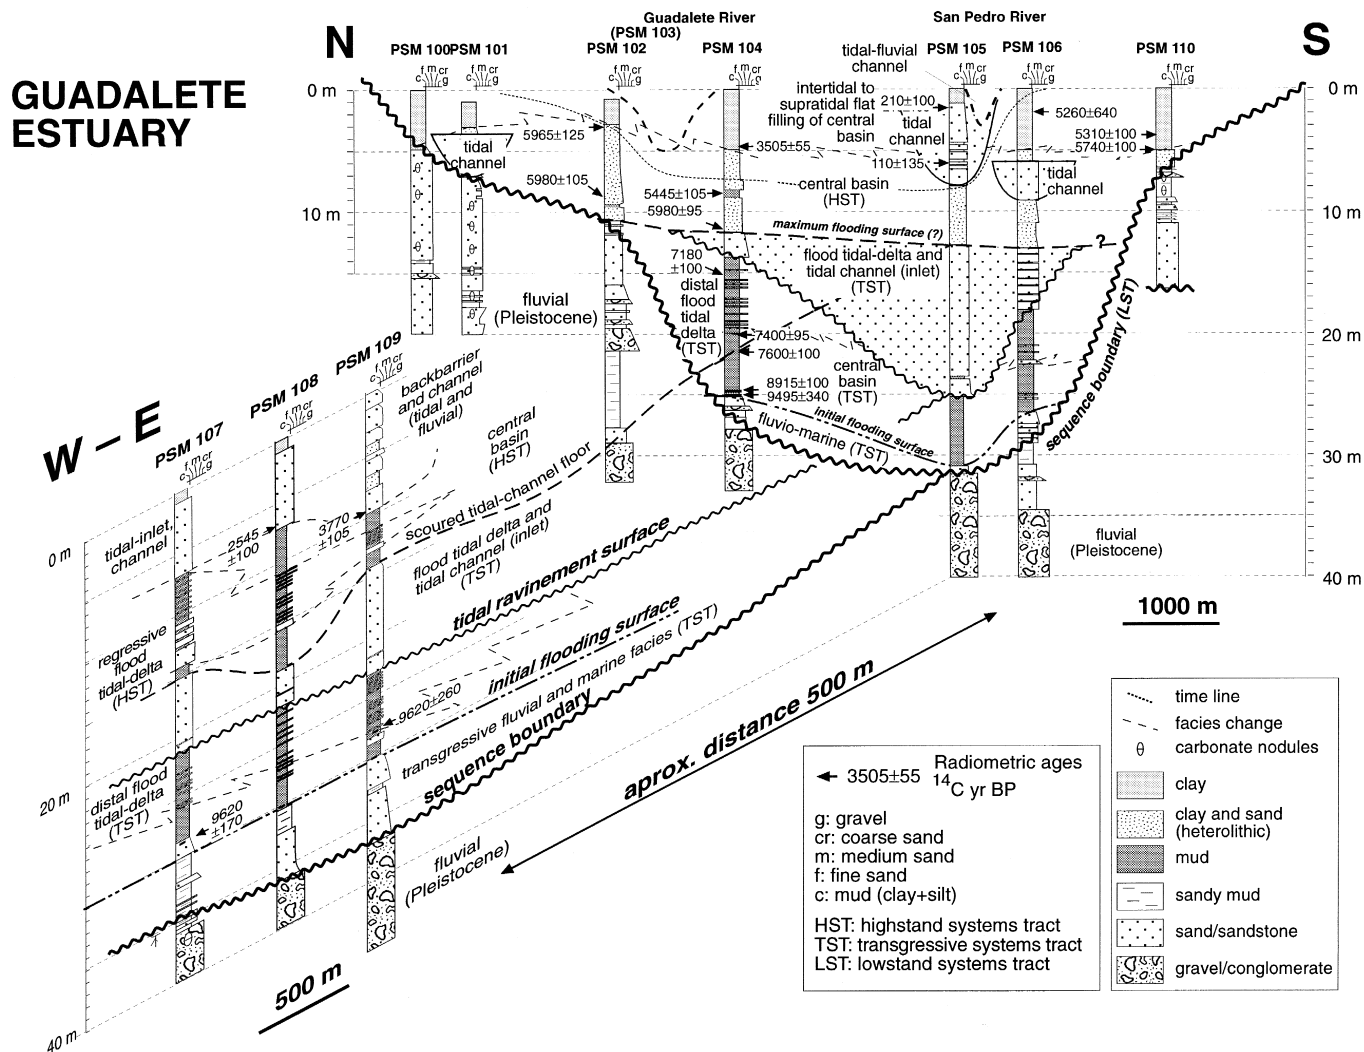 GUADALETE
ESTUARY
N
S
Guadalete River
(PSM 103)
San Pedro River
PSM 100
PSM 101
PSM 102
PSM 104
PSM 105
PSM 106
PSM 110
c f m cr g
c f m cr g
c f m cr g
c f m cr g
c f m cr g
c f m cr g
0 m
10 m
0 m
10 m
20 m
30 m
40 m
tidal-fluvial
channel
intertidal to
supratidal flat
filling of central
basin
210±100
tidal
channel
110±135
5260±640
5310±100
5740±100
tidal
channel
5965±125
tidal
channel
3505±55
5980±105
5445±105
5980±95
central basin
(HST)
maximum flooding surface (?)
?
7180
±100
flood tidal-delta and
tidal channel (inlet)
(TST)
distal
flood
tidal
delta
(TST)
7400±95
7600±100
central
basin
(TST)
8915±100
9495±340
initial flooding surface
fluvio-marine (TST)
sequence boundary (LST)
fluvial
(Pleistocene)
fluvial
(Pleistocene)
1000 m
W – E
PSM 107
PSM 108
PSM 109
c f m cr g
c f m cr g
c f m cr g
0 m
20 m
40 m
backbarrier
and channel
(tidal and
fluvial)
central
basin
(HST)
scoured tidal-channel floor
flood tidal delta and
tidal channel (inlet)
(TST)
tidal-inlet,
channel
2545
±100
3770
±105
regressive
flood
tidal-delta
(HST)
tidal ravinement surface
initial flooding surface
9620±260
transgressive fluvial and marine facies (TST)
sequence boundary
distal flood
tidal-delta
(TST)
9620
±170
fluvial
(Pleistocene)
aprox. distance 500 m
500 m
3505±55 Radiometric ages
14C yr BP
g: gravel
cr: coarse sand
m: medium sand
f: fine sand
c: mud (clay+silt)
HST: highstand systems tract
TST: transgressive systems tract
LST: lowstand systems tract
time line
facies change
θ carbonate nodules
clay
clay and sand
(heterolithic)
mud
sandy mud
sand/sandstone
gravel/conglomerate